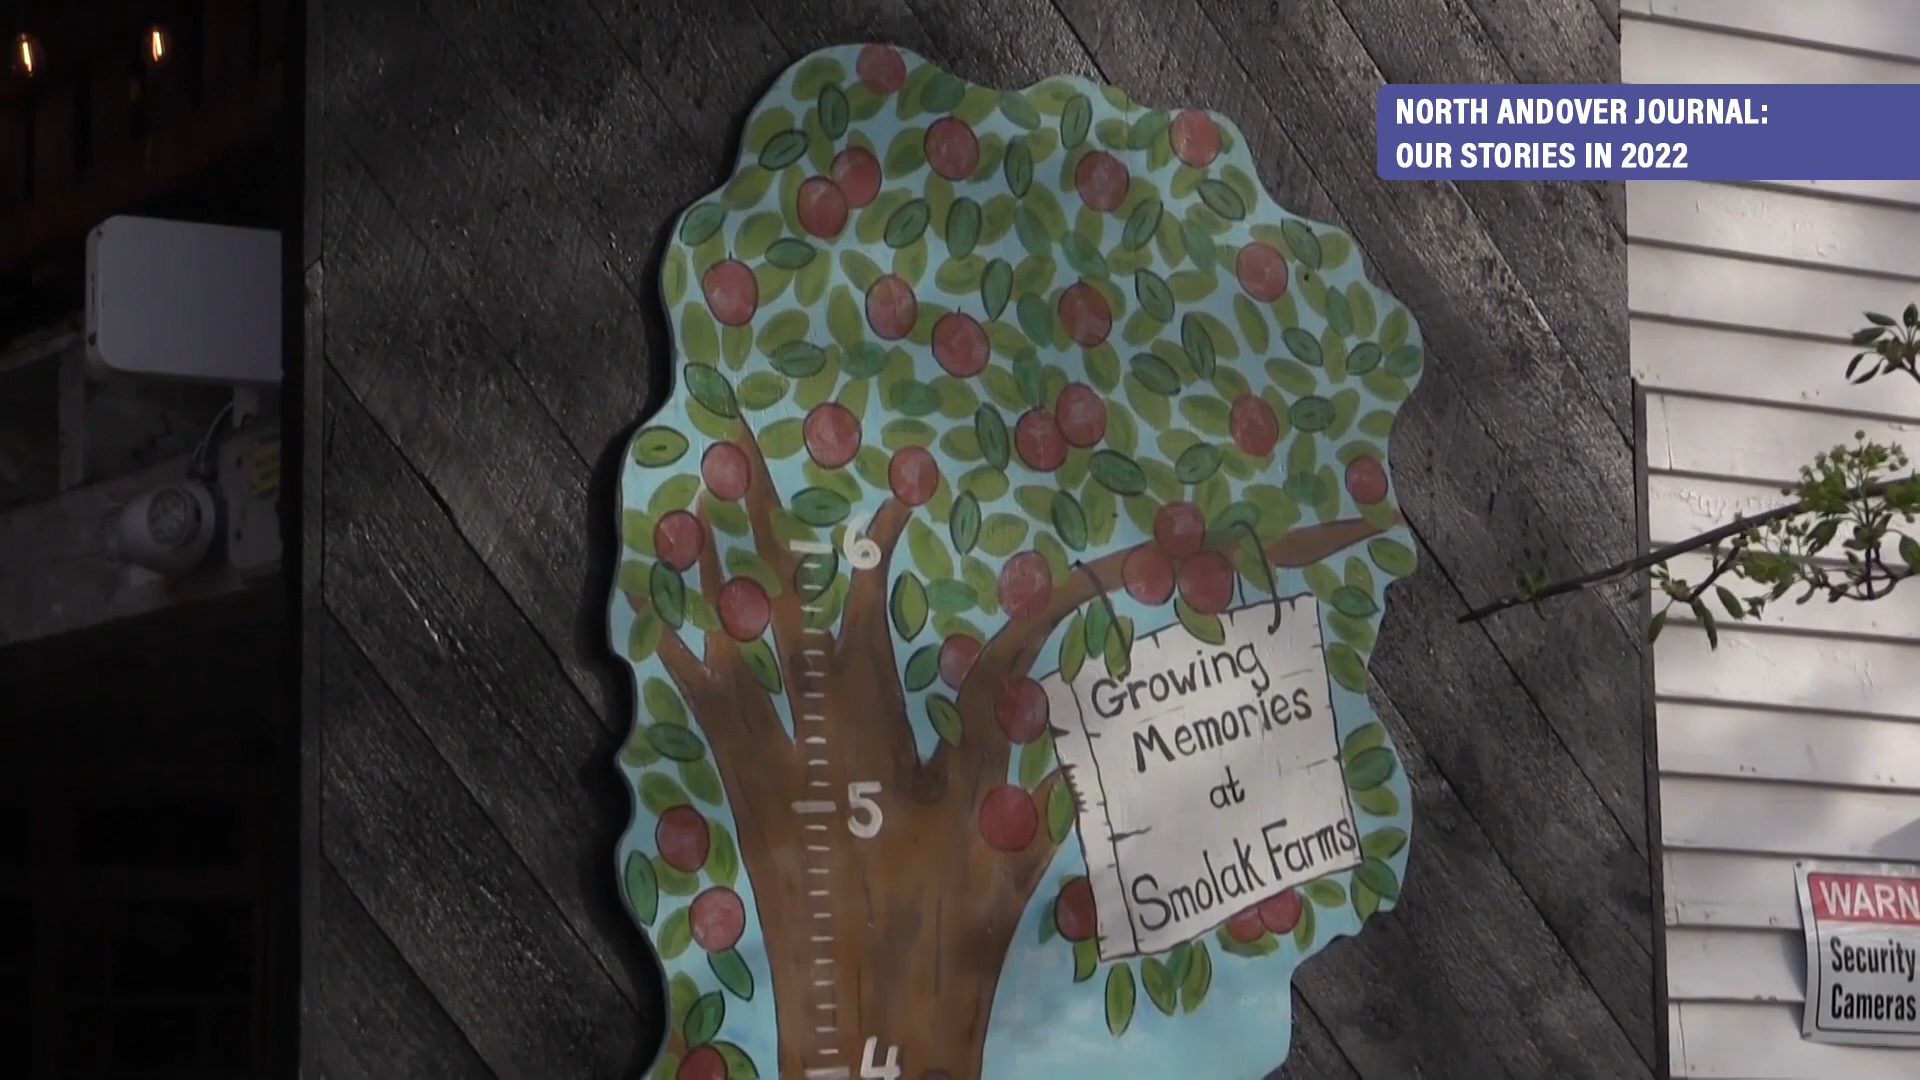 NORTH ANDOVER JOURNAL:
OUR STORIES IN 2022
6
5
4
Growing
Memories
at
Smolak Farms
WARN
Security
Cameras